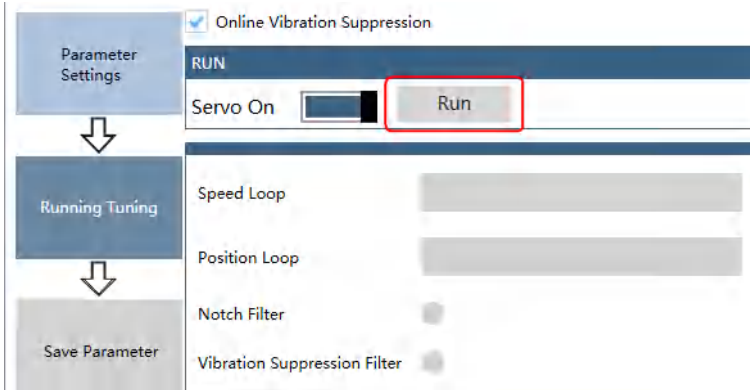 Online Vibration Suppression
Parameter
Settings
RUN
Servo On
Run
Running Tuning
Speed Loop
Position Loop
Notch Filter
Save Parameter
Vibration Suppression Filter